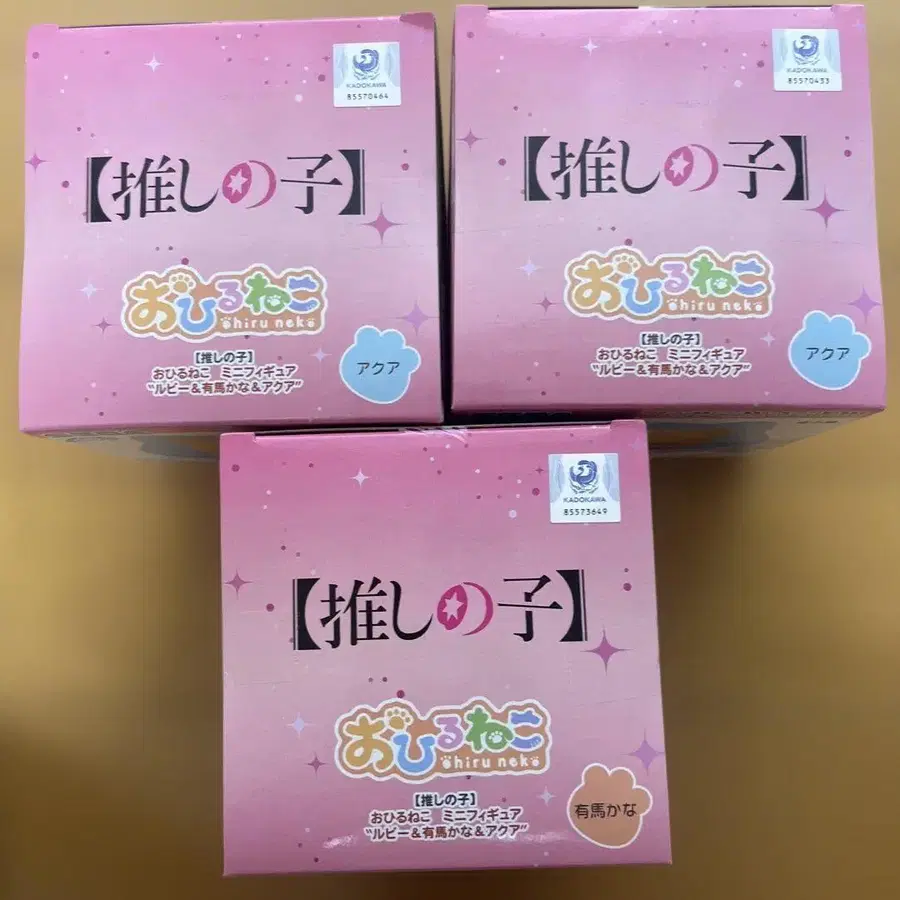 KADOKAWA
85570464
【推しの子】
おひるねこ
Ohiru neko
【推しの子】
おひるねこ ミニフィギュア
"ルビー&有馬かな&アクア"
アクア
KADOKAWA
85570433
【推しの子】
おひるねこ
Ohiru neko
【推しの子】
おひるねこ ミニフィギュア
"ルビー&有馬かな&アクア"
アクア
KADOKAWA
85573649
【推しの子】
おひるねこ
Ohiru neko
【推しの子】
おひるねこ ミニフィギュア
"ルビー&有馬かな&アクア"
有馬かな